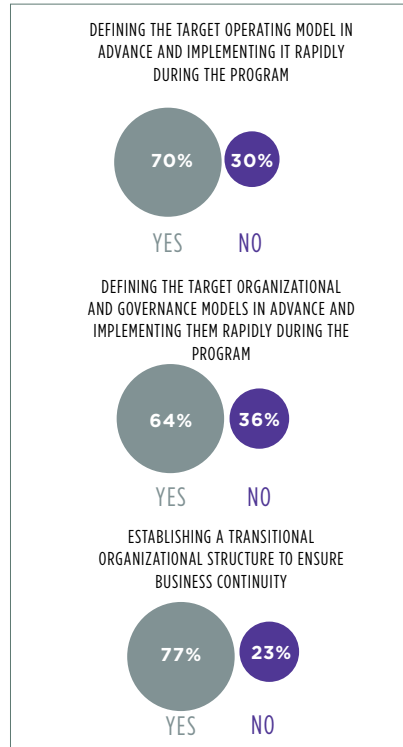 DEFINING THE TARGET OPERATING MODEL IN
ADVANCE AND IMPLEMENTING IT RAPIDLY
DURING THE PROGRAM
70% 30%
YES NO
DEFINING THE TARGET ORGANIZATIONAL
AND GOVERNANCE MODELS IN ADVANCE AND
IMPLEMENTING THEM RAPIDLY DURING THE
PROGRAM
64% 36%
YES NO
ESTABLISHING A TRANSITIONAL
ORGANIZATIONAL STRUCTURE TO ENSURE
BUSINESS CONTINUITY
77% 23%
YES NO